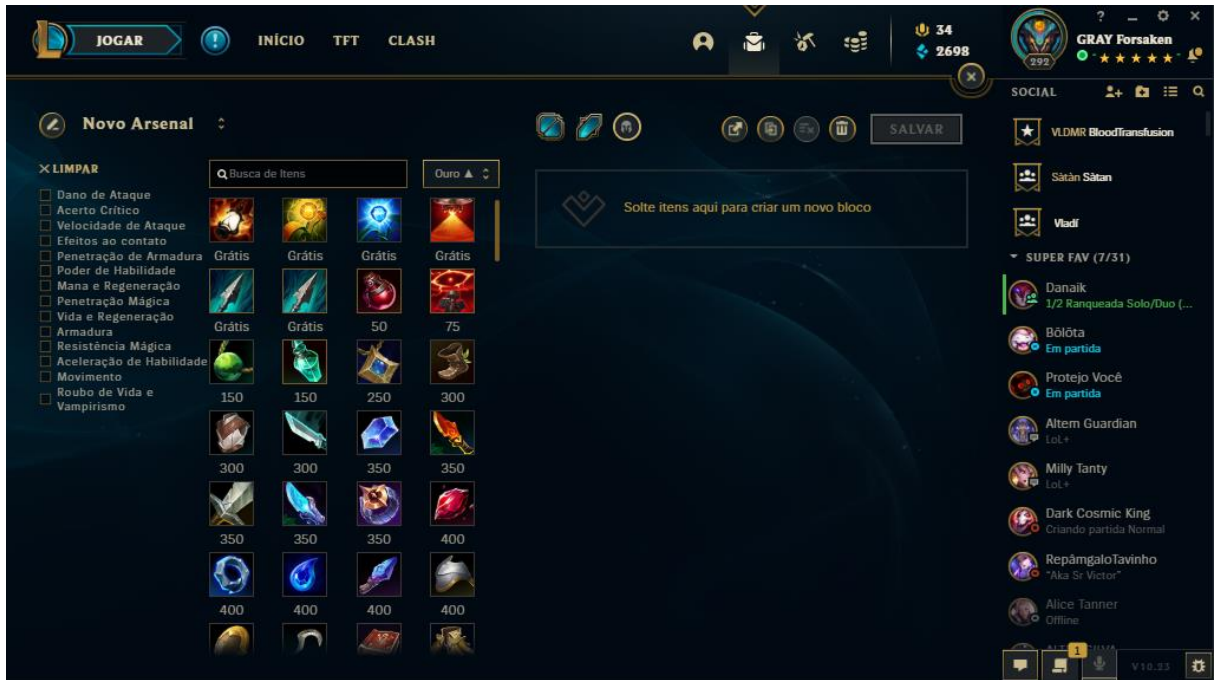 JOGAR
INÍCIO
TFT
CLASH
34
2698
292
GRAY Forsaken
?
Novo Arsenal
SALVAR
LIMPAR
Dano de Ataque
Acerto Crítico
Velocidade de Ataque
Efeitos ao contato
Penetração de Armadura
Poder de Habilidade
Mana e Regeneração
Penetração Mágica
Vida e Regeneração
Armadura
Resistência Mágica
Aceleração de Habilidade
Movimento
Roubo de Vida e
Vampirismo
Busca de Itens
Ouro ▲
Grátis Grátis Grátis Grátis
Grátis Grátis 50 75
150 150 250 300
300 300 350 350
350 350 350 400
400 400 400 400
Solte itens aqui para criar um novo bloco
SOCIAL
VLDMR BloodTransfusion
Sàtàn Sàtan
Vladí
SUPER FAV (7/31)
Danaik
1/2 Ranqueada Solo/Duo (...
Bôlôta
Em partida
Protejo Você
Em partida
Altem Guardian
LoL+
Milly Tanty
LoL+
Dark Cosmic King
Criando partida Normal
RepâmgaloTavinho
"Aka Sr Victor"
Alice Tanner
Offline
1
V10.23